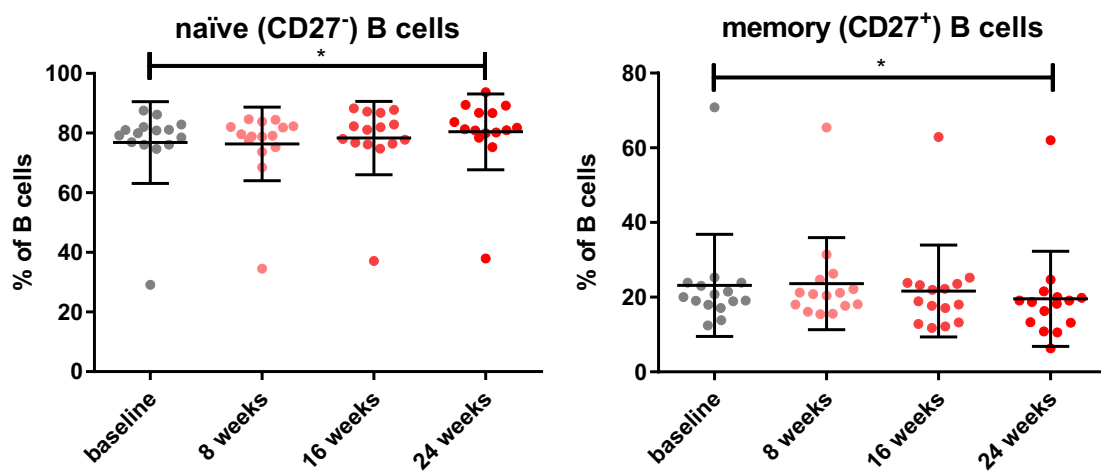 naïve (CD27⁻) B cells
*
100
80
60
40
20
0
% of B cells
baseline
8 weeks
16 weeks
24 weeks
memory (CD27⁺) B cells
*
80
60
40
20
0
% of B cells
baseline
8 weeks
16 weeks
24 weeks